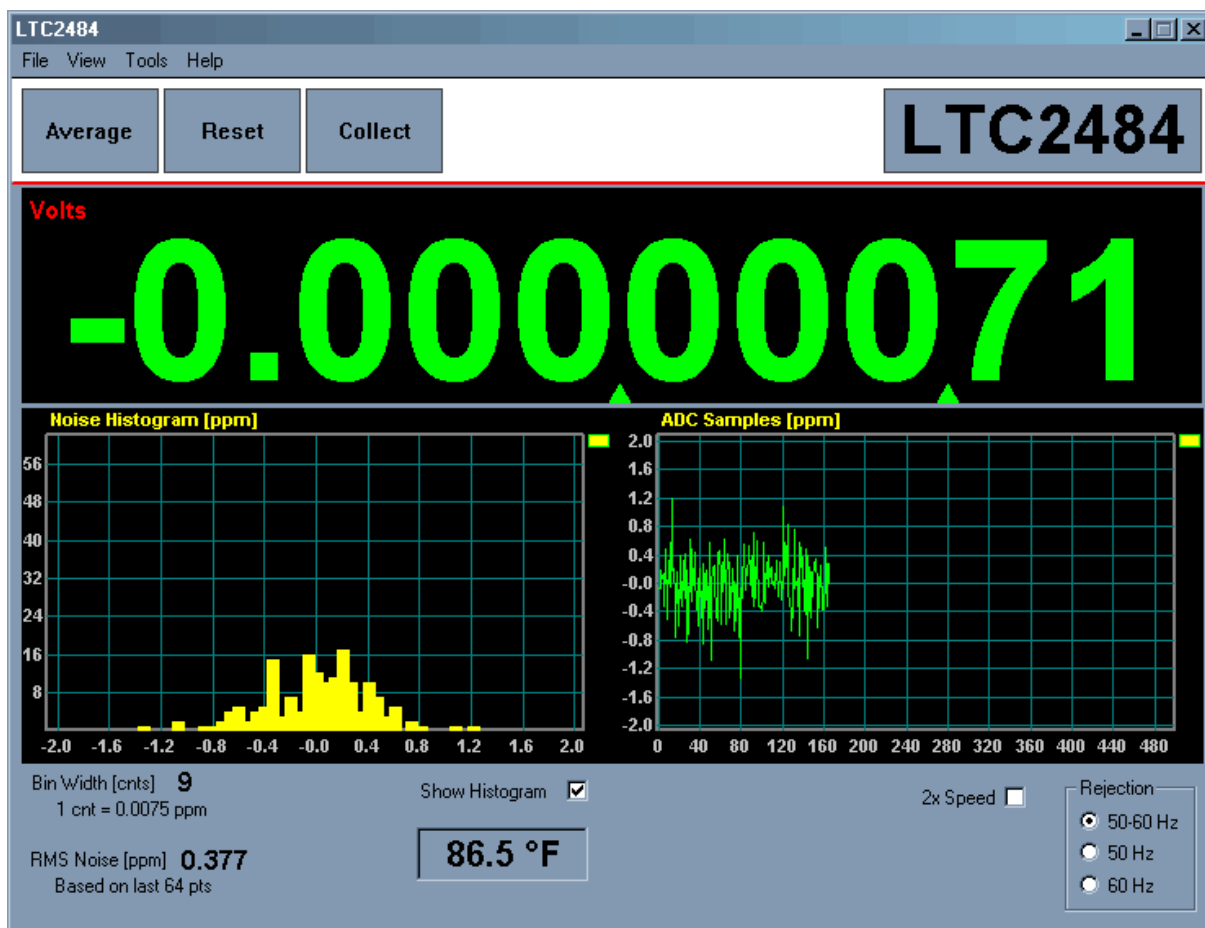 LTC2484
File View Tools Help
Average Reset Collect LTC2484
Volts
-0.00000071
Noise Histogram [ppm]
56
48
40
32
24
16
8
-2.0 -1.6 -1.2 -0.8 -0.4 -0.0 0.4 0.8 1.2 1.6 2.0
ADC Samples [ppm]
2.0
1.6
1.2
0.8
0.4
-0.0
-0.4
-0.8
-1.2
-1.6
-2.0
0 40 80 120 160 200 240 280 320 360 400 440 480
Bin Width [cnts] 9
1 cnt = 0.0075 ppm
RMS Noise [ppm] 0.377
Based on last 64 pts
Show Histogram
86.5 °F
2x Speed
Rejection
50-60 Hz
50 Hz
60 Hz